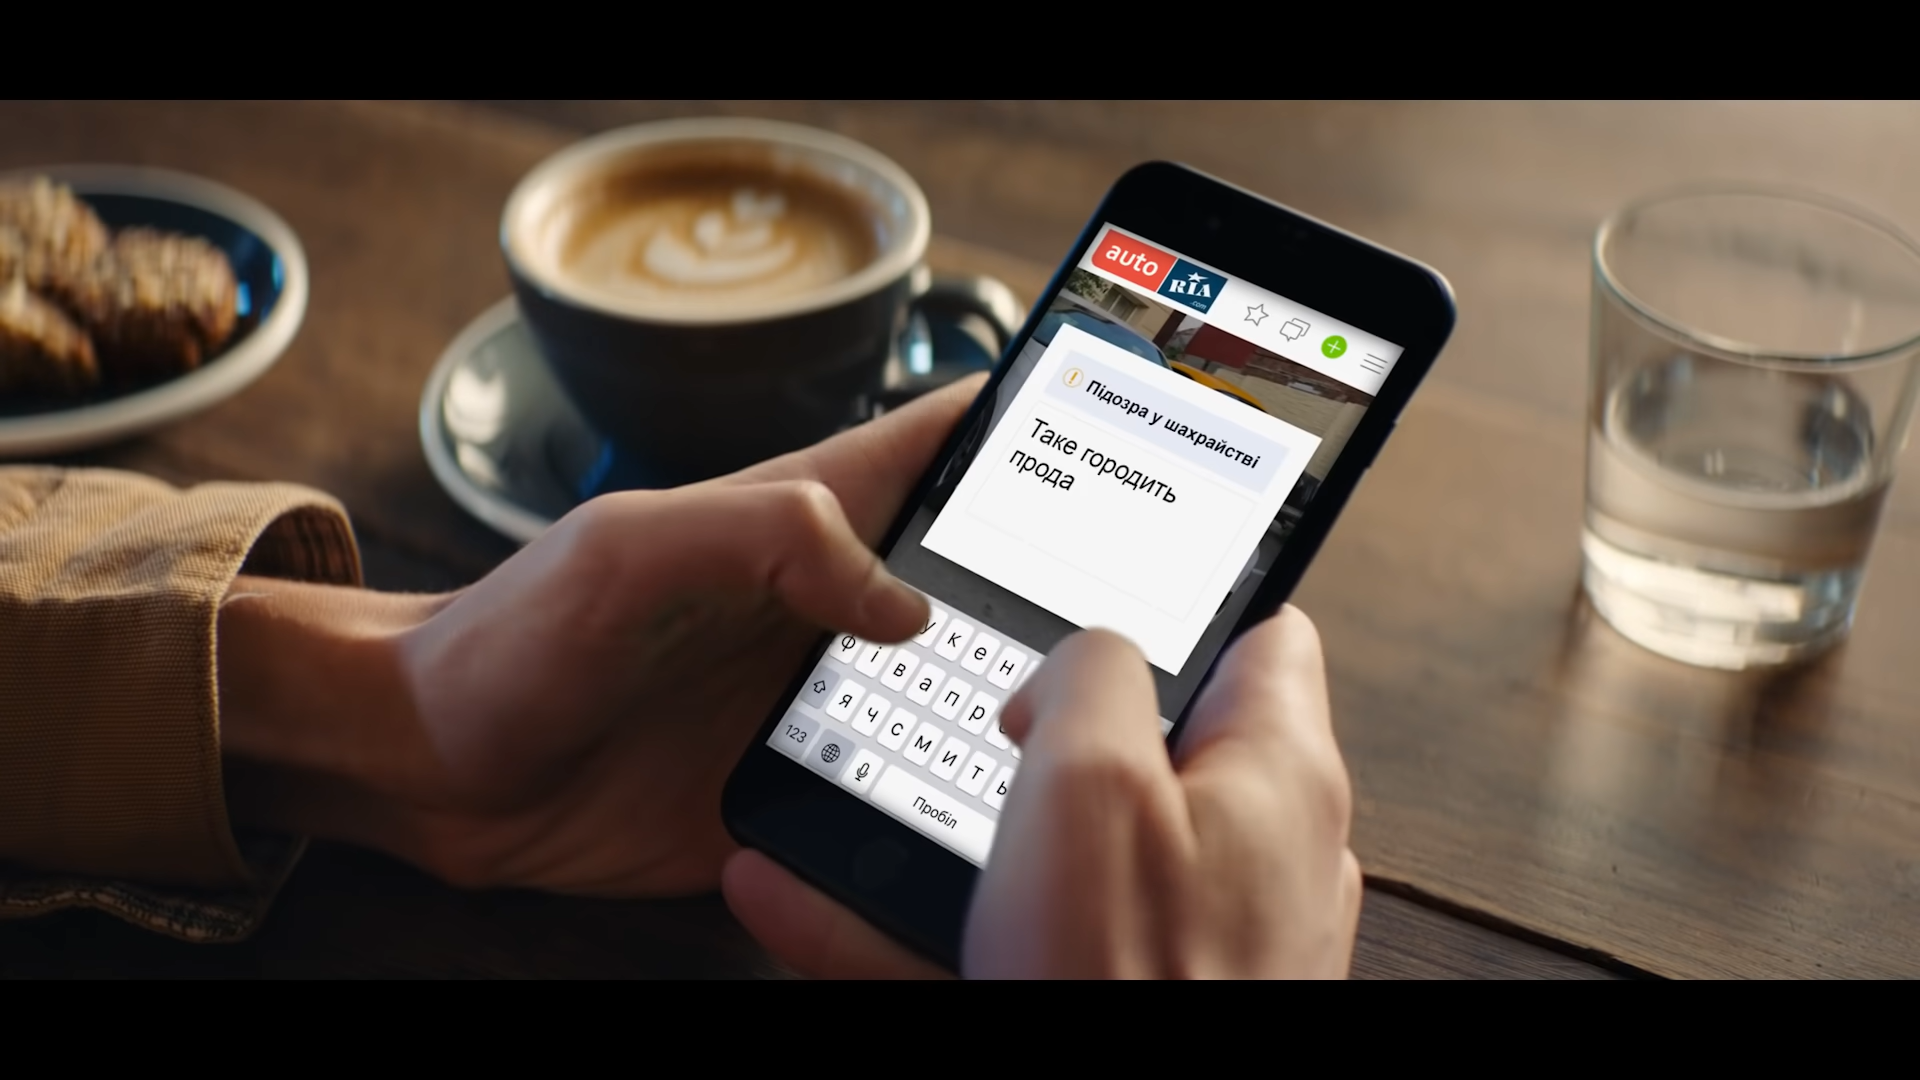 auto
RIA
.com
Підозра у шахрайстві
Таке городить
прода
у к е н
ф і в а п р
я ч с м и т ь
123
Пробіл